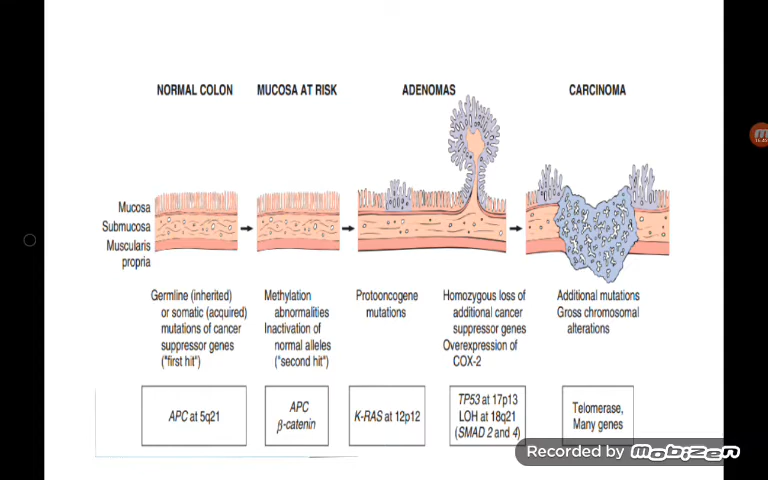 NORMAL COLON
MUCOSA AT RISK
ADENOMAS
CARCINOMA
Mucosa
Submucosa
Muscularis
propria
Germline (inherited)
or somatic (acquired)
mutations of cancer
suppressor genes
("first hit")
Methylation
abnormalities
Inactivation of
normal alleles
("second hit")
Protooncogene
mutations
Homozygous loss of
additional cancer
suppressor genes
Overexpression of
COX-2
Additional mutations
Gross chromosomal
alterations
APC at 5q21
APC
β-catenin
K-RAS at 12p12
TP53 at 17p13
LOH at 18q21
(SMAD 2 and 4)
Telomerase,
Many genes
Recorded by
mobizen